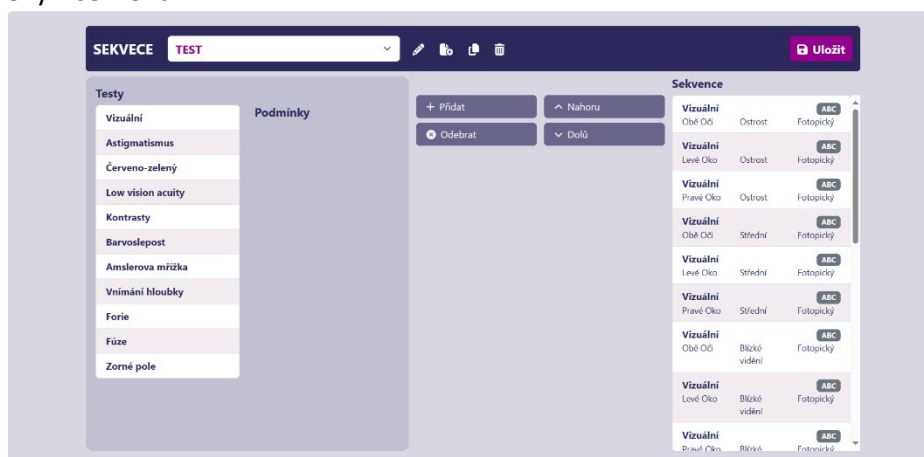 SEKVECE TEST Uložit
Testy
Vizuální
Astigmatismus
Červeno-zelený
Low vision acuity
Kontrasty
Barvoslepost
Amslerova mřížka
Vnímání hloubky
Forie
Fúze
Zorné pole
Podmínky
+ Přidat
Nahoru
Odebrat
Dolů
Sekvence
Vizuální ABC
Obě Oči Ostrost Fotopický
Vizuální ABC
Levé Oko Ostrost Fotopický
Vizuální ABC
Pravé Oko Ostrost Fotopický
Vizuální ABC
Obě Oči Střední Fotopický
Vizuální ABC
Levé Oko Střední Fotopický
Vizuální ABC
Pravé Oko Střední Fotopický
Vizuální ABC
Obě Oči Blízké Fotopický
vidění
Vizuální ABC
Levé Oko Blízké Fotopický
vidění
Vizuální ABC
Pravé Oko Blízké Fotopický